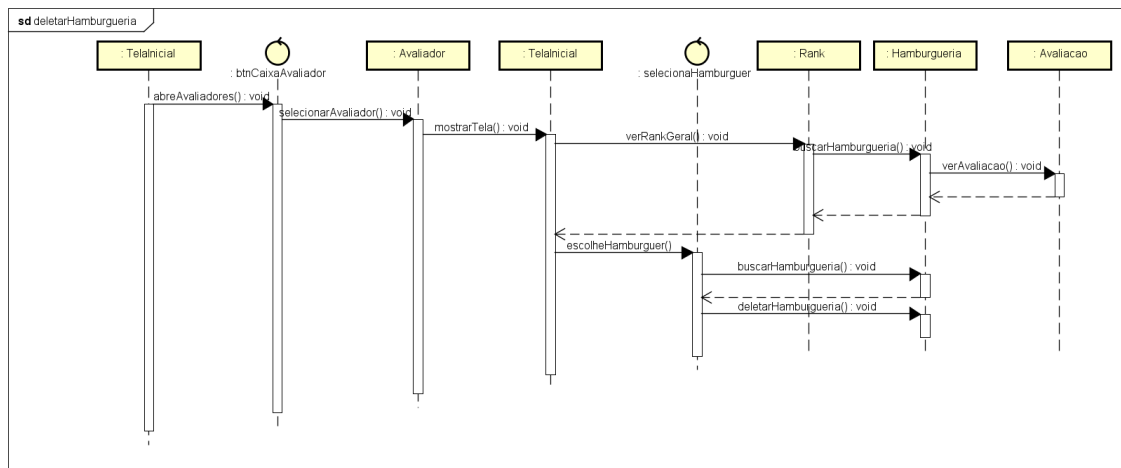 sd deletarHamburgueria
: TelaInicial
: btnCaixaAvaliador
: Avaliador
: TelaInicial
: selecionaHamburguer
: Rank
: Hamburgueria
: Avaliacao
abreAvaliadores() : void
selecionarAvaliador() : void
mostrarTela() : void
verRankGeral() : void
buscarHamburgueria() : void
verAvaliacao() : void
escolheHamburguer()
buscarHamburgueria() : void
deletarHamburgueria() : void